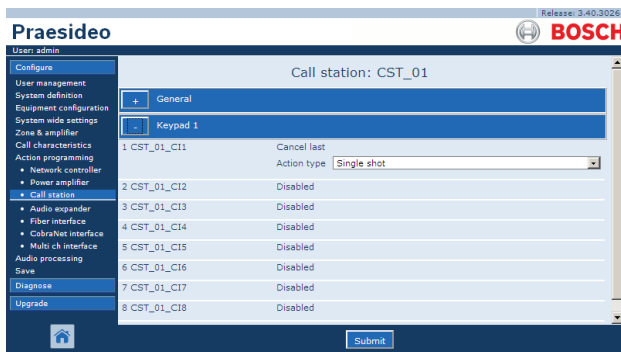 Release: 3.40.3026
Praesideo
BOSCH
User: admin
Configure
User management
System definition
Equipment configuration
System wide settings
Zone & amplifier
Call characteristics
Action programming
• Network controller
• Power amplifier
• Call station
• Audio expander
• Fiber interface
• CobraNet interface
• Multi ch interface
Audio processing
Save
Diagnose
Upgrade
Call station: CST_01
+ General
- Keypad 1
1 CST_01_CI1 Cancel last
Action type Single shot
2 CST_01_CI2 Disabled
3 CST_01_CI3 Disabled
4 CST_01_CI4 Disabled
5 CST_01_CI5 Disabled
6 CST_01_CI6 Disabled
7 CST_01_CI7 Disabled
8 CST_01_CI8 Disabled
Submit